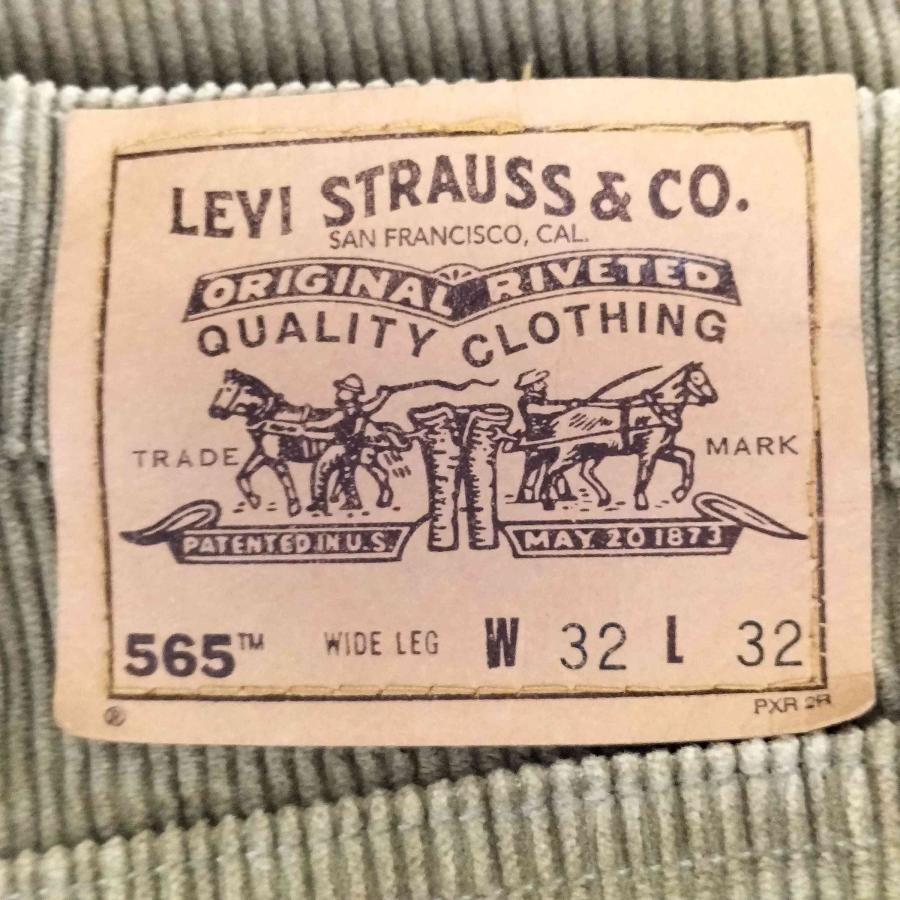 LEVI STRAUSS & CO.
SAN FRANCISCO, CAL.
ORIGINAL RIVETED
QUALITY CLOTHING
TRADE MARK
PATENTED IN U.S. MAY 20 1873
565™ WIDE LEG W 32 L 32
® PXR 2R